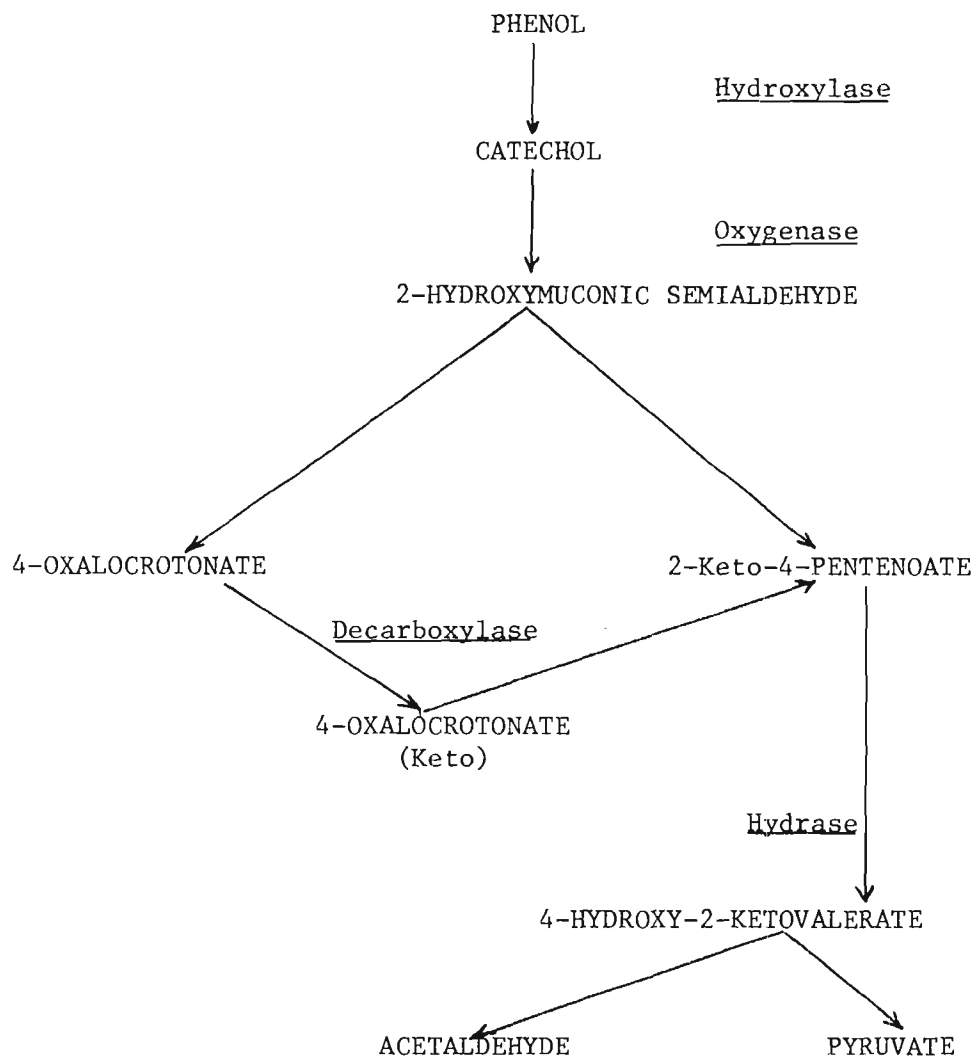 PHENOL
Hydroxylase
CATECHOL
Oxygenase
2-HYDROXYMUCONIC SEMIALDEHYDE
4-OXALOCROTONATE
2-Keto-4-PENTENOATE
Decarboxylase
4-OXALOCROTONATE
(Keto)
Hydrase
4-HYDROXY-2-KETOVALERATE
ACETALDEHYDE
PYRUVATE